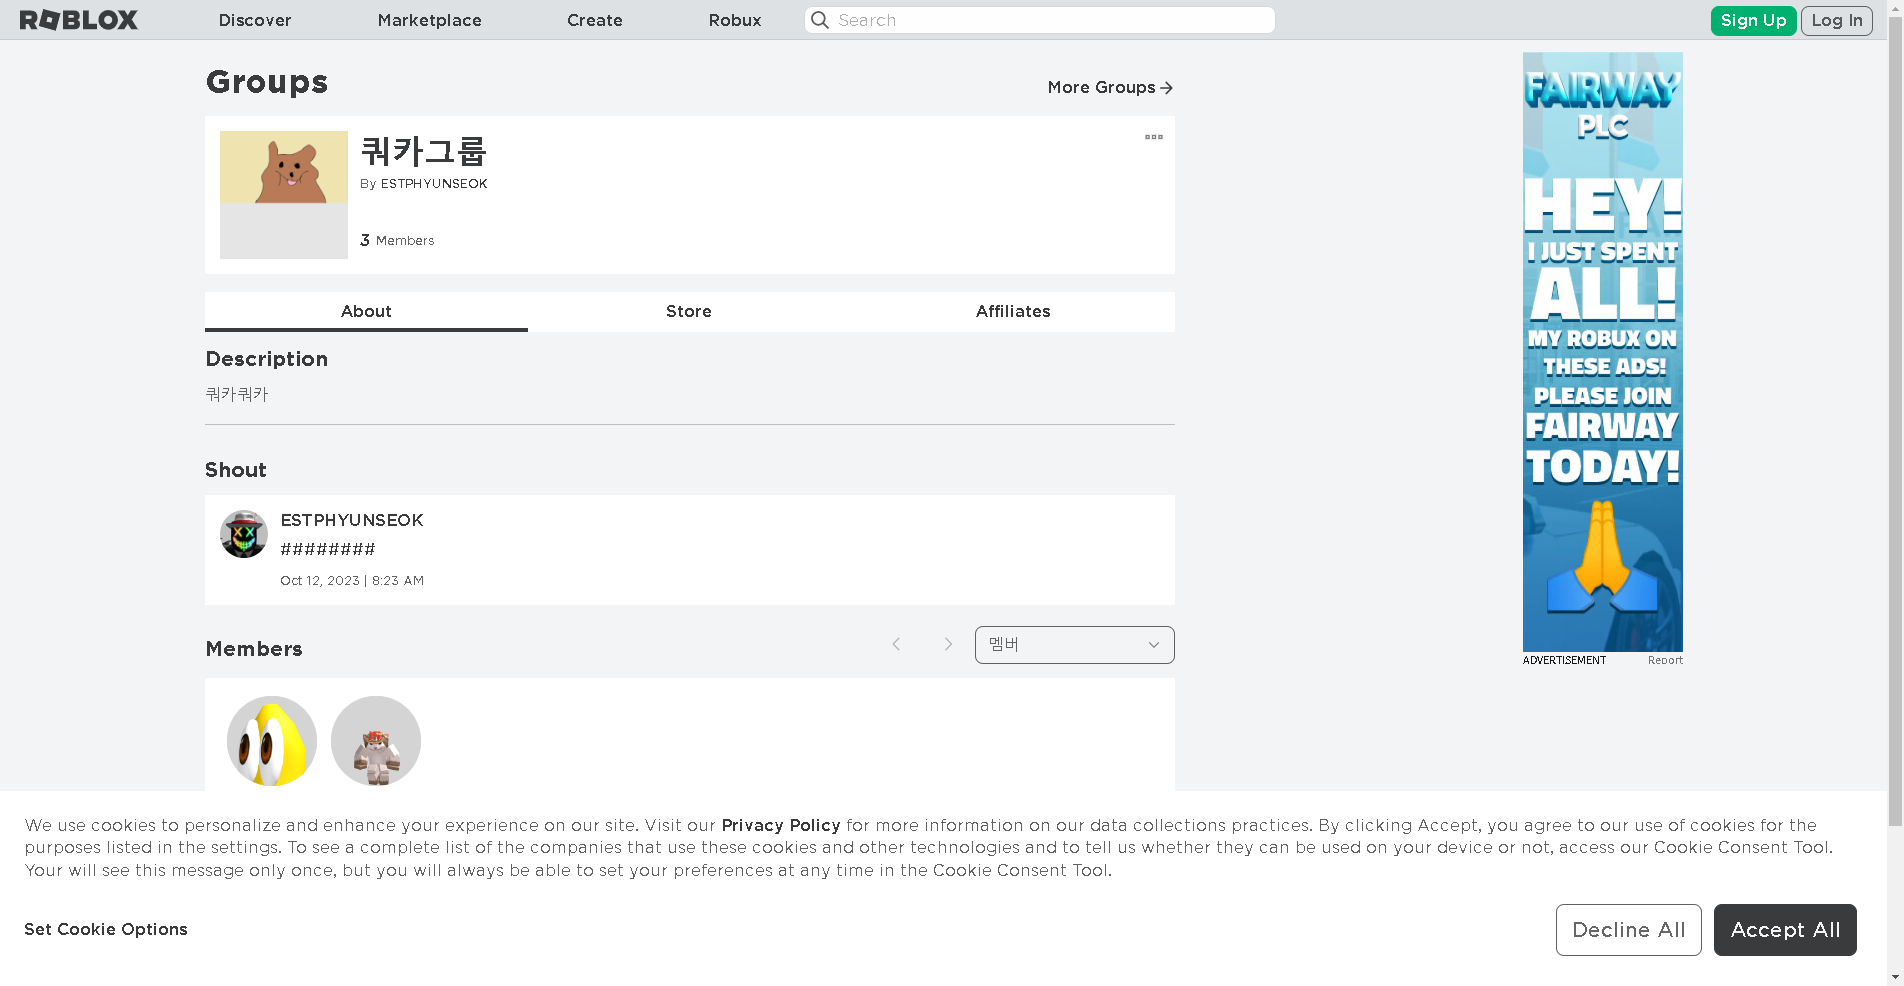 ROBLOX
Discover
Marketplace
Create
Robux
Search
Sign Up
Log In
Groups
More Groups
쿼카그룹
By ESTPHYUNSEOK
3 Members
About
Store
Affiliates
Description
쿼카쿼카
Shout
ESTPHYUNSEOK
########
Oct 12, 2023 | 8:23 AM
Members
멤버
FAIRWAY
PLC
HEY!
I JUST SPENT
ALL!
MY ROBUX ON
THESE ADS!
PLEASE JOIN
FAIRWAY
TODAY!
ADVERTISEMENT
Report
We use cookies to personalize and enhance your experience on our site. Visit our Privacy Policy for more information on our data collections practices. By clicking Accept, you agree to our use of cookies for the
purposes listed in the settings. To see a complete list of the companies that use these cookies and other technologies and to tell us whether they can be used on your device or not, access our Cookie Consent Tool.
Your will see this message only once, but you will always be able to set your preferences at any time in the Cookie Consent Tool.
Set Cookie Options
Decline All
Accept All